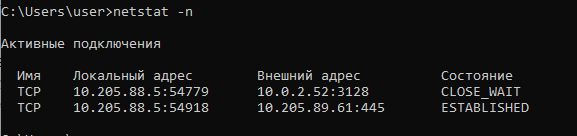 C:\Users\user>netstat -n
Активные подключения
Имя Локальный адрес Внешний адрес Состояние
TCP 10.205.88.5:54779 10.0.2.52:3128 CLOSE_WAIT
TCP 10.205.88.5:54918 10.205.89.61:445 ESTABLISHED